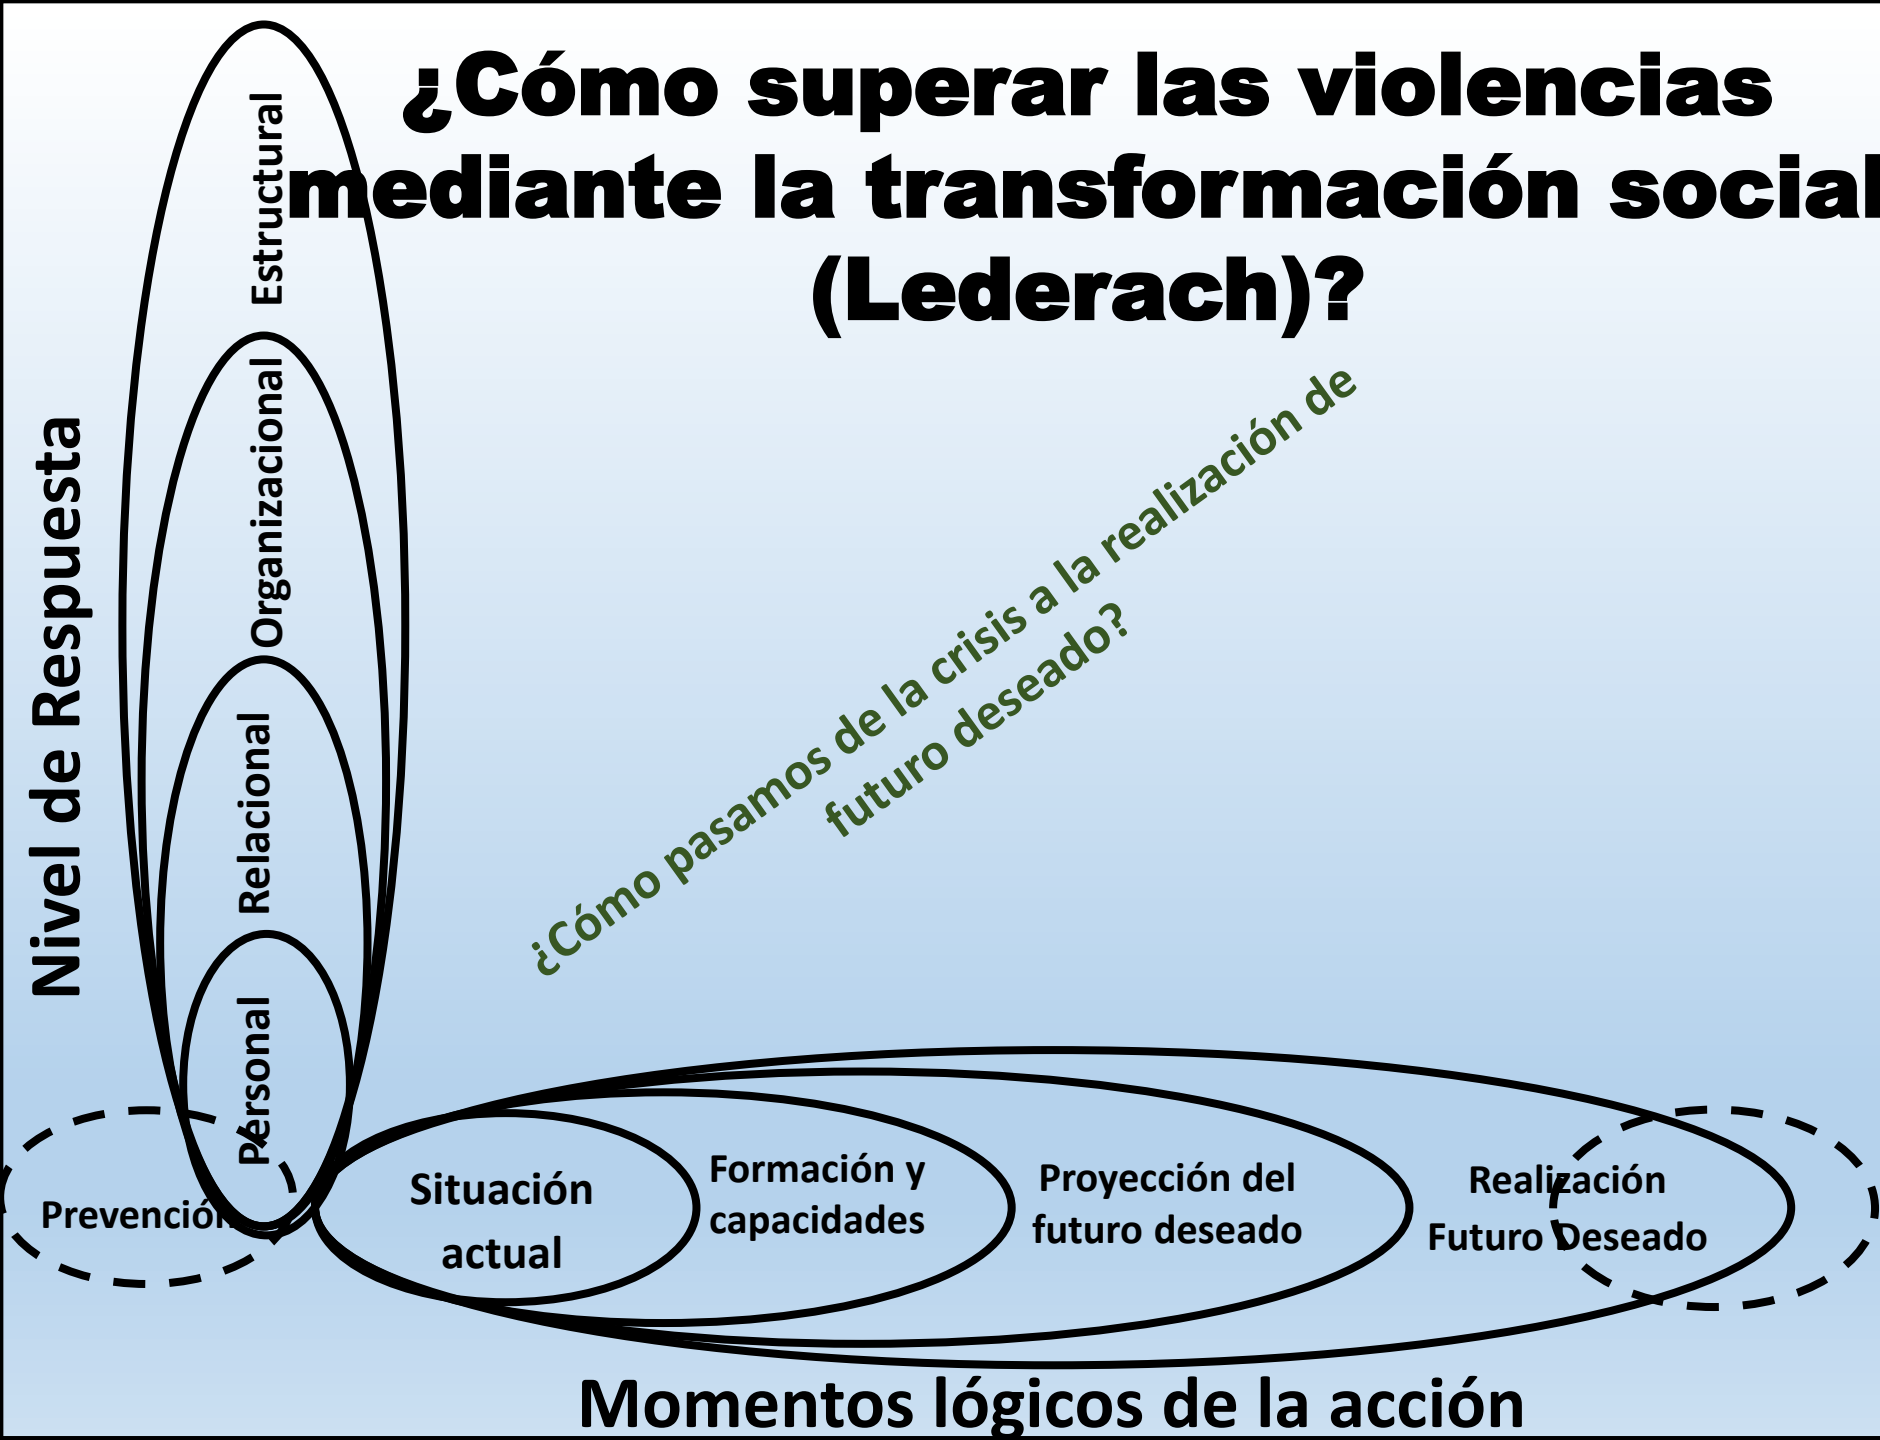 ¿Cómo superar las violencias
mediante la transformación social
(Lederach)?
Nivel de Respuesta
Estructural
Organizacional
Relacional
Personal
¿Cómo pasamos de la crisis a la realización de
futuro deseado?
Prevención
Situación
actual
Formación y
capacidades
Proyección del
futuro deseado
Realización
Futuro Deseado
Momentos lógicos de la acción